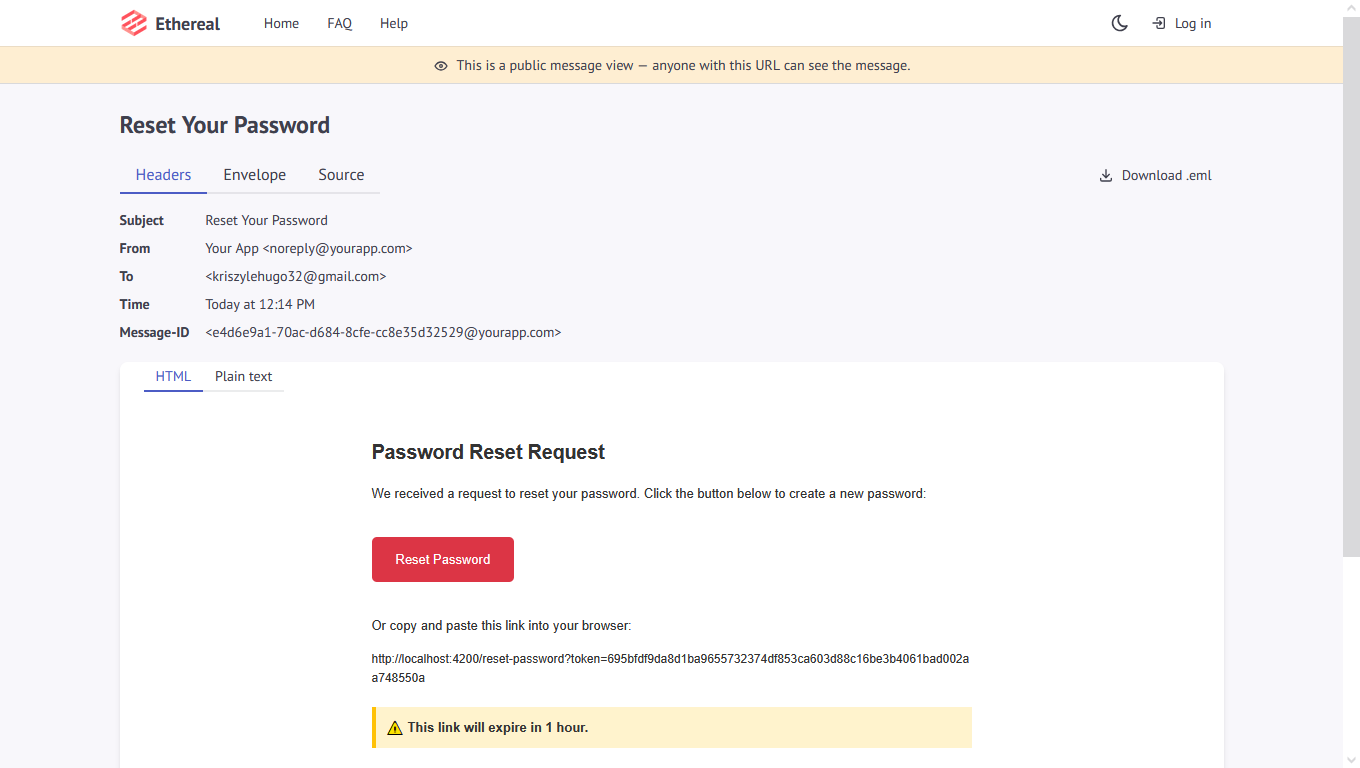 Ethereal Home FAQ Help Log in
This is a public message view — anyone with this URL can see the message.
Reset Your Password
Headers Envelope Source Download .eml
Subject Reset Your Password
From Your App <noreply@yourapp.com>
To <kriszylehugo32@gmail.com>
Time Today at 12:14 PM
Message-ID <e4d6e9a1-70ac-d684-8cfe-cc8e35d32529@yourapp.com>
HTML Plain text
Password Reset Request
We received a request to reset your password. Click the button below to create a new password:
Reset Password
Or copy and paste this link into your browser:
http://localhost:4200/reset-password?token=695bfdf9da8d1ba9655732374df853ca603d88c16be3b4061bad002a
a748550a
This link will expire in 1 hour.